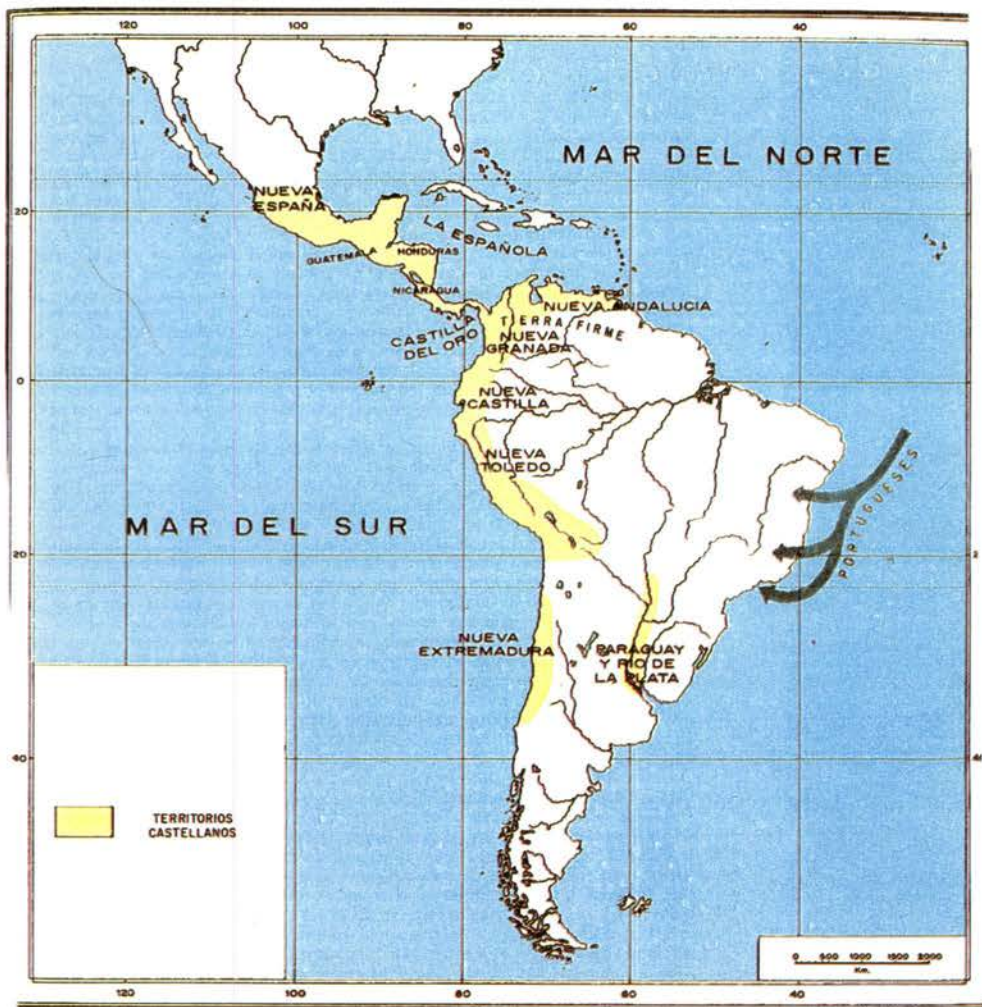 120
100
80
60
40
MAR DEL NORTE
NUEVA
ESPAÑA
20
LA ESPAÑOLA
GUATEMALA
HONDURAS
NICARAGUA
NUEVA ANDALUCIA
CASTILLA
DEL ORO
TIERRA FIRME
NUEVA
GRANADA
0
NUEVA
CASTILLA
NUEVA
TOLEDO
PORTUGUESES
MAR DEL SUR
20
2
NUEVA
EXTREMADURA
PARAGUAY
Y RIO DE
LA PLATA
40
4
TERRITORIOS
CASTELLANOS
0 500 1000 1500 2000
Km.
120
100
80
60
40